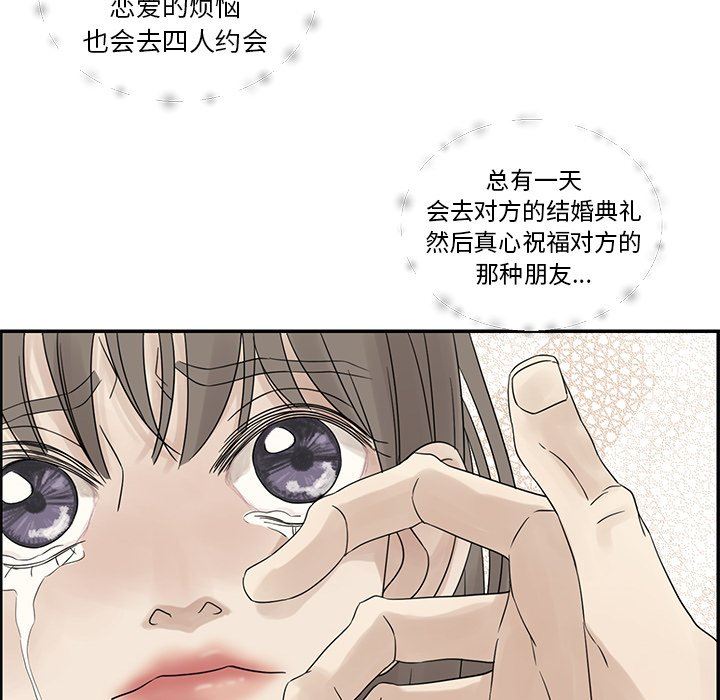 恋爱的烦恼
也会去四人约会
总有一天
会去对方的结婚典礼
然后真心祝福对方的
那种朋友...